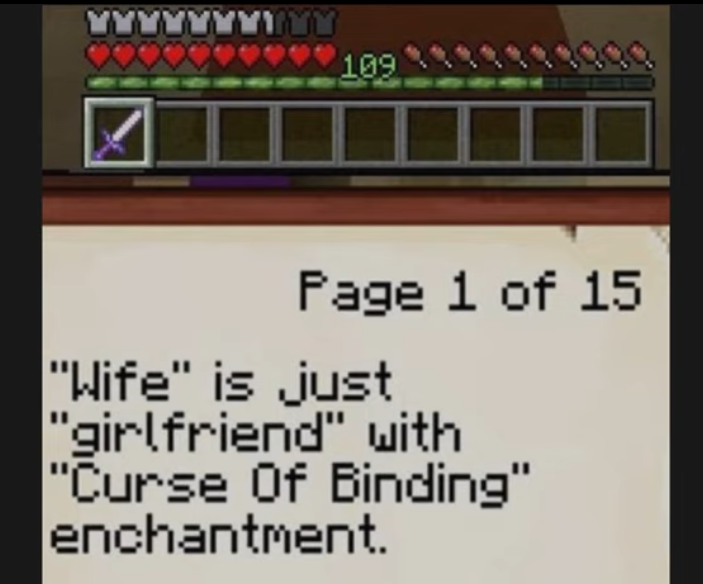 109
Page 1 of 15
"Wife" is just
"girlfriend" with
"Curse Of Binding"
enchantment.